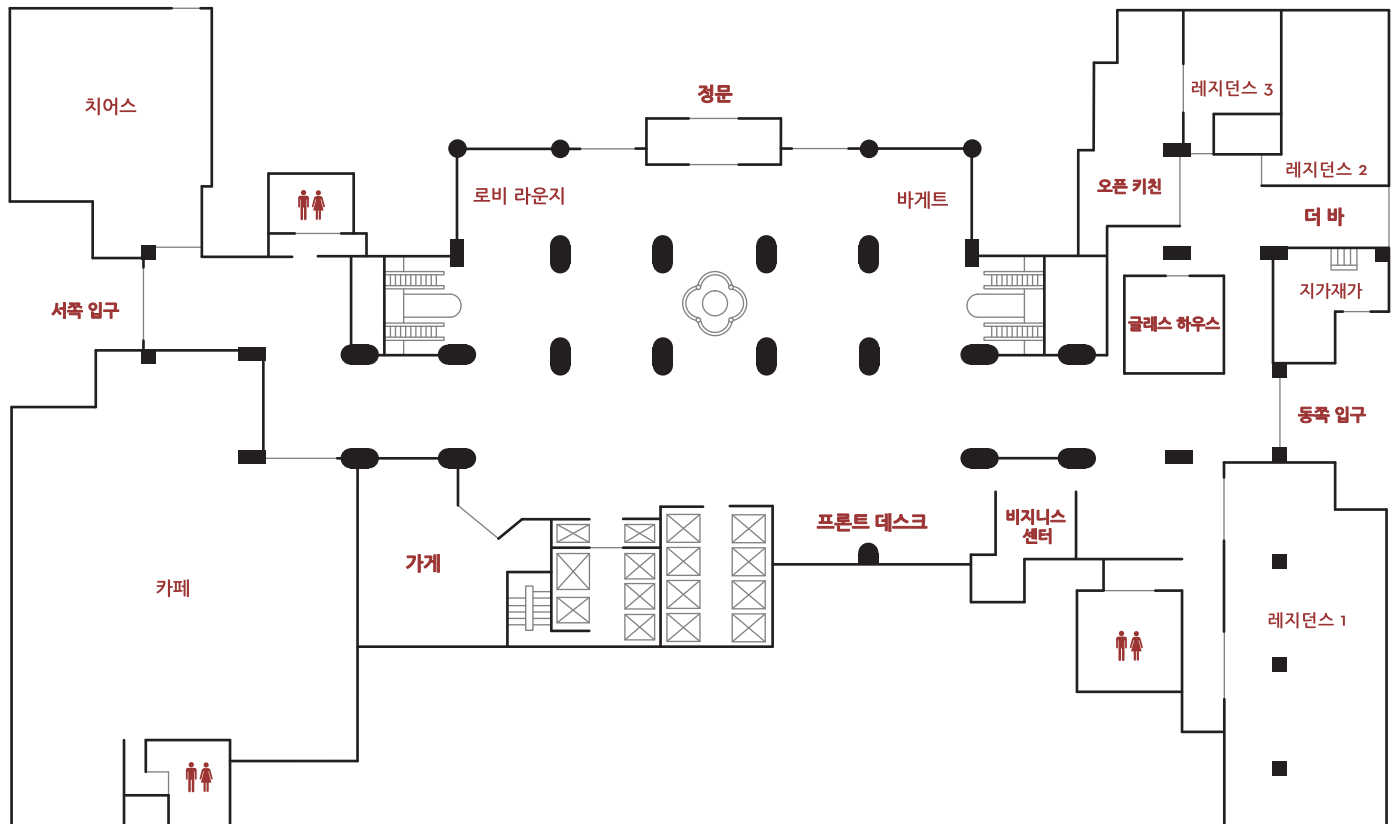 정문
치어스
레지던스 3
레지던스 2
오픈 키친
로비 라운지
바게트
더 바
지가재가
서쪽 입구
글래스 하우스
동쪽 입구
프론트 데스크
비지니스
센터
가게
카페
레지던스 1